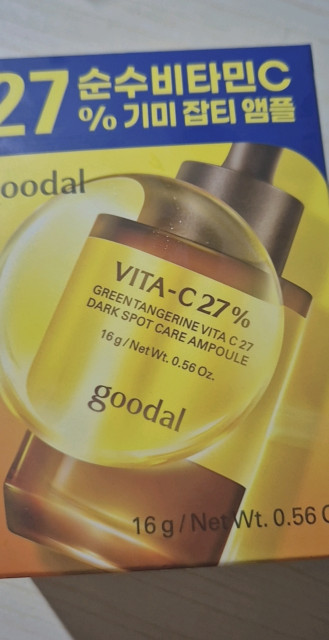 27 순수비타민C
% 기미 잡티 앰플
goodal
VITA-C 27%
GREEN TANGERINE VITA C 27
DARK SPOT CARE AMPOULE
16g / Net Wt. 0.56 Oz.
goodal
16g / Net Wt. 0.56 O